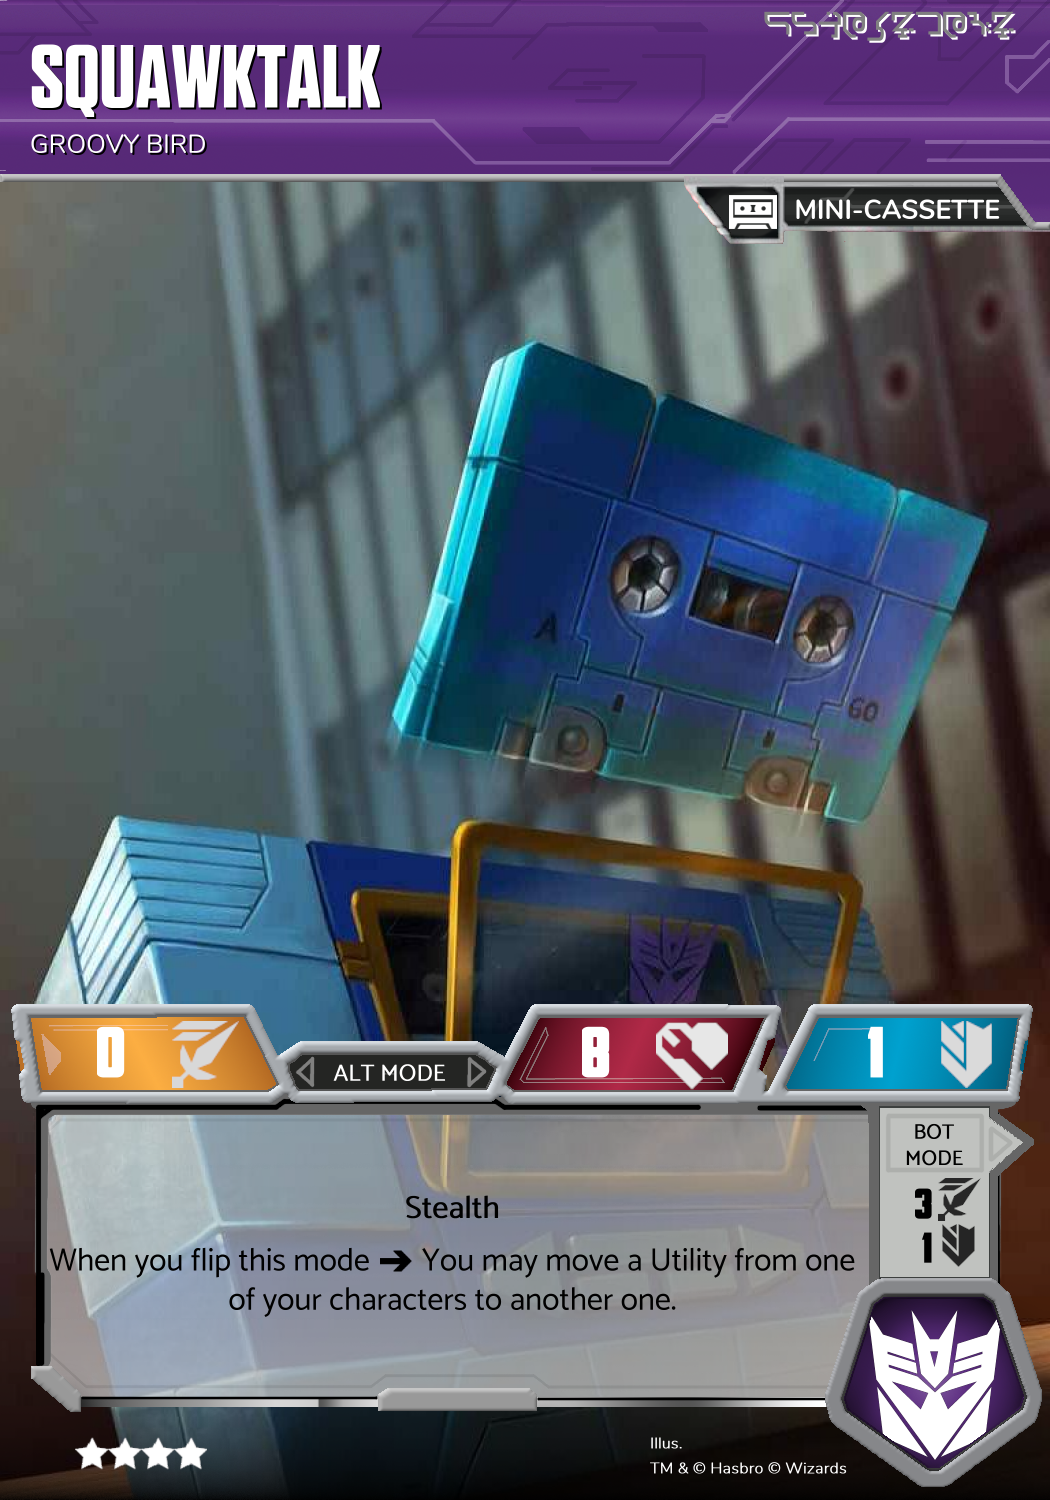 SQUAWKTALK
GROOVY BIRD
MINI-CASSETTE
A
60
0
ALT MODE
8
1
BOT
MODE
3
1
Stealth
When you flip this mode ➔ You may move a Utility from one
of your characters to another one.
Illus.
TM & © Hasbro © Wizards